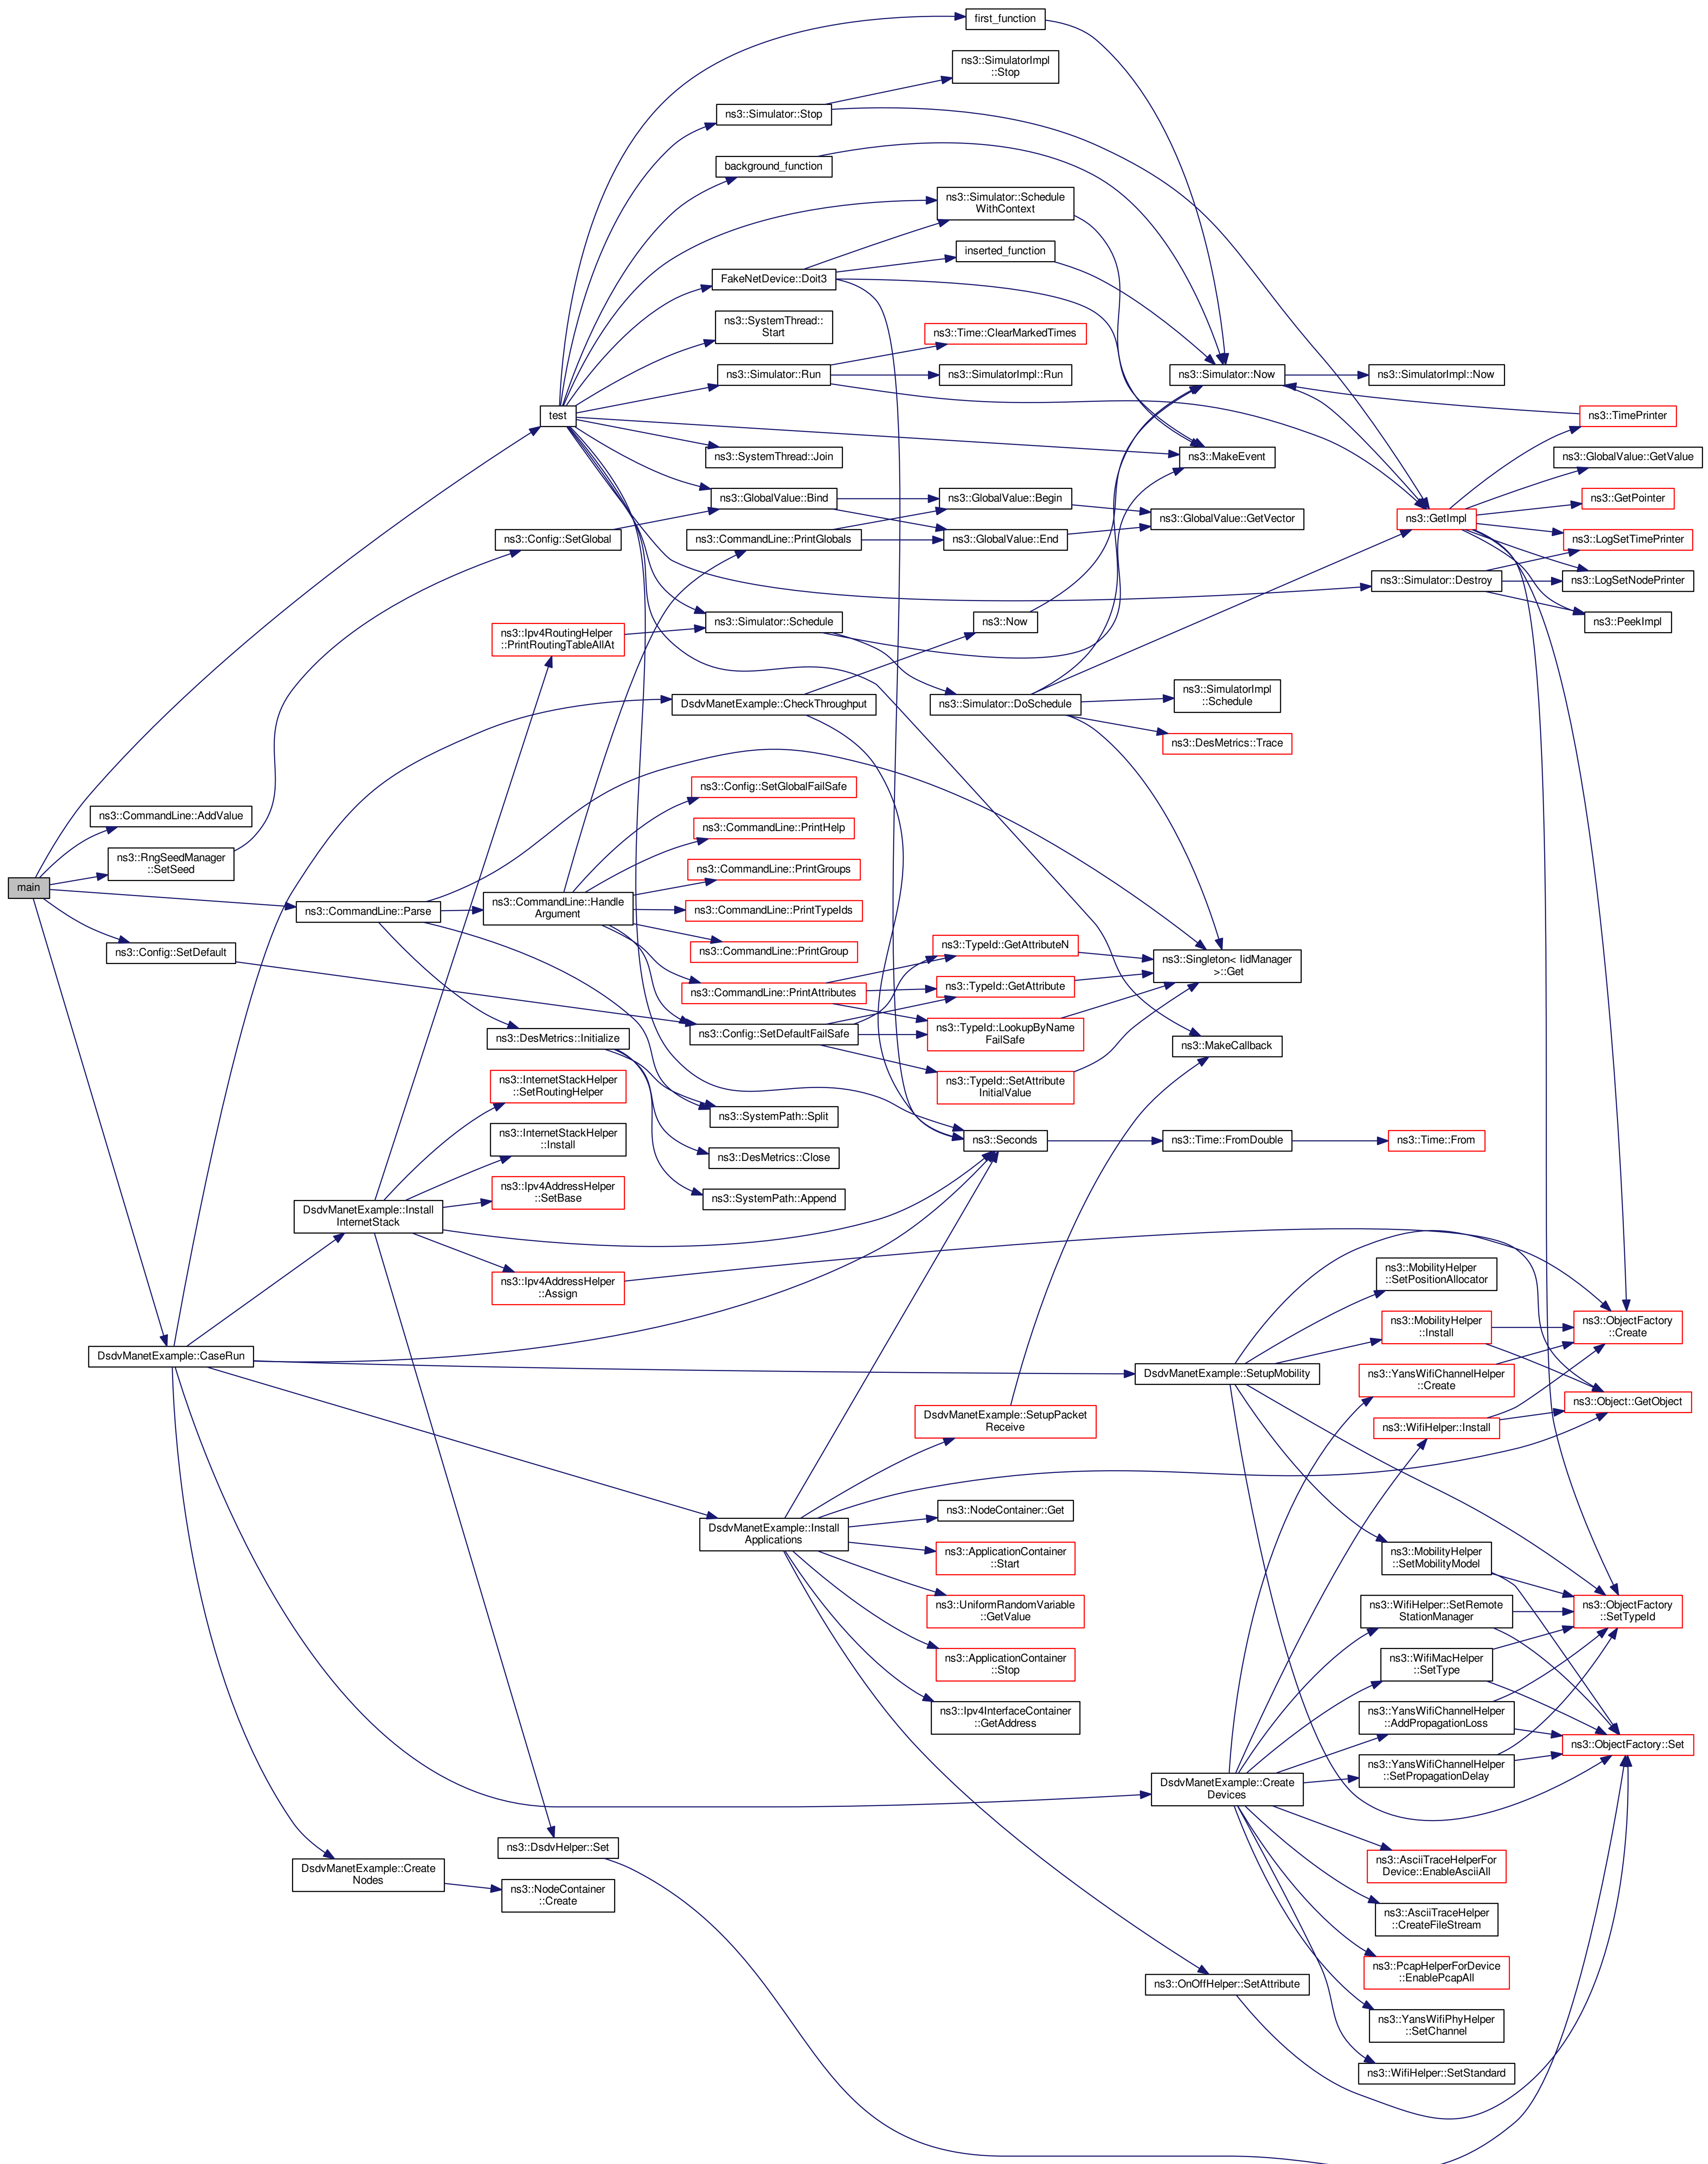 first_function
ns3::SimulatorImpl
::Stop
ns3::Simulator::Stop
background_function
ns3::Simulator::Schedule
WithContext
inserted_function
FakeNetDevice::Doit3
ns3::SystemThread::
Start
ns3::Time::ClearMarkedTimes
ns3::Simulator::Run
ns3::SimulatorImpl::Run
ns3::Simulator::Now
ns3::SimulatorImpl::Now
test
ns3::TimePrinter
ns3::SystemThread::Join
ns3::MakeEvent
ns3::GlobalValue::GetValue
ns3::GlobalValue::Bind
ns3::GlobalValue::Begin
ns3::GetPointer
ns3::GlobalValue::GetVector
ns3::GetImpl
ns3::Config::SetGlobal
ns3::CommandLine::PrintGlobals
ns3::GlobalValue::End
ns3::LogSetTimePrinter
ns3::Simulator::Destroy
ns3::LogSetNodePrinter
ns3::Ipv4RoutingHelper
::PrintRoutingTableAllAt
ns3::Simulator::Schedule
ns3::Now
ns3::PeekImpl
DsdvManetExample::CheckThroughput
ns3::Simulator::DoSchedule
ns3::SimulatorImpl
::Schedule
ns3::DesMetrics::Trace
ns3::Config::SetGlobalFailSafe
ns3::CommandLine::AddValue
ns3::CommandLine::PrintHelp
ns3::RngSeedManager
::SetSeed
ns3::CommandLine::PrintGroups
main
ns3::CommandLine::Parse
ns3::CommandLine::Handle
Argument
ns3::CommandLine::PrintTypeIds
ns3::Config::SetDefault
ns3::CommandLine::PrintGroup
ns3::TypeId::GetAttributeN
ns3::Singleton< IidManager
>::Get
ns3::CommandLine::PrintAttributes
ns3::TypeId::GetAttribute
ns3::DesMetrics::Initialize
ns3::Config::SetDefaultFailSafe
ns3::TypeId::LookupByName
FailSafe
ns3::MakeCallback
ns3::InternetStackHelper
::SetRoutingHelper
ns3::TypeId::SetAttribute
InitialValue
ns3::SystemPath::Split
ns3::InternetStackHelper
::Install
ns3::Seconds
ns3::Time::FromDouble
ns3::Time::From
ns3::DesMetrics::Close
ns3::Ipv4AddressHelper
::SetBase
ns3::SystemPath::Append
DsdvManetExample::Install
InternetStack
ns3::Ipv4AddressHelper
::Assign
ns3::MobilityHelper
::SetPositionAllocator
ns3::MobilityHelper
::Install
ns3::ObjectFactory
::Create
DsdvManetExample::CaseRun
DsdvManetExample::SetupMobility
ns3::YansWifiChannelHelper
::Create
ns3::Object::GetObject
DsdvManetExample::SetupPacket
Receive
ns3::WifiHelper::Install
ns3::NodeContainer::Get
DsdvManetExample::Install
Applications
ns3::ApplicationContainer
::Start
ns3::MobilityHelper
::SetMobilityModel
ns3::UniformRandomVariable
::GetValue
ns3::WifiHelper::SetRemote
StationManager
ns3::ObjectFactory
::SetTypeId
ns3::ApplicationContainer
::Stop
ns3::WifiMacHelper
::SetType
ns3::Ipv4InterfaceContainer
::GetAddress
ns3::YansWifiChannelHelper
::AddPropagationLoss
ns3::ObjectFactory::Set
ns3::YansWifiChannelHelper
::SetPropagationDelay
DsdvManetExample::Create
Devices
ns3::DsdvHelper::Set
ns3::AsciiTraceHelperFor
Device::EnableAsciiAll
DsdvManetExample::Create
Nodes
ns3::NodeContainer
::Create
ns3::AsciiTraceHelper
::CreateFileStream
ns3::PcapHelperForDevice
::EnablePcapAll
ns3::OnOffHelper::SetAttribute
ns3::YansWifiPhyHelper
::SetChannel
ns3::WifiHelper::SetStandard